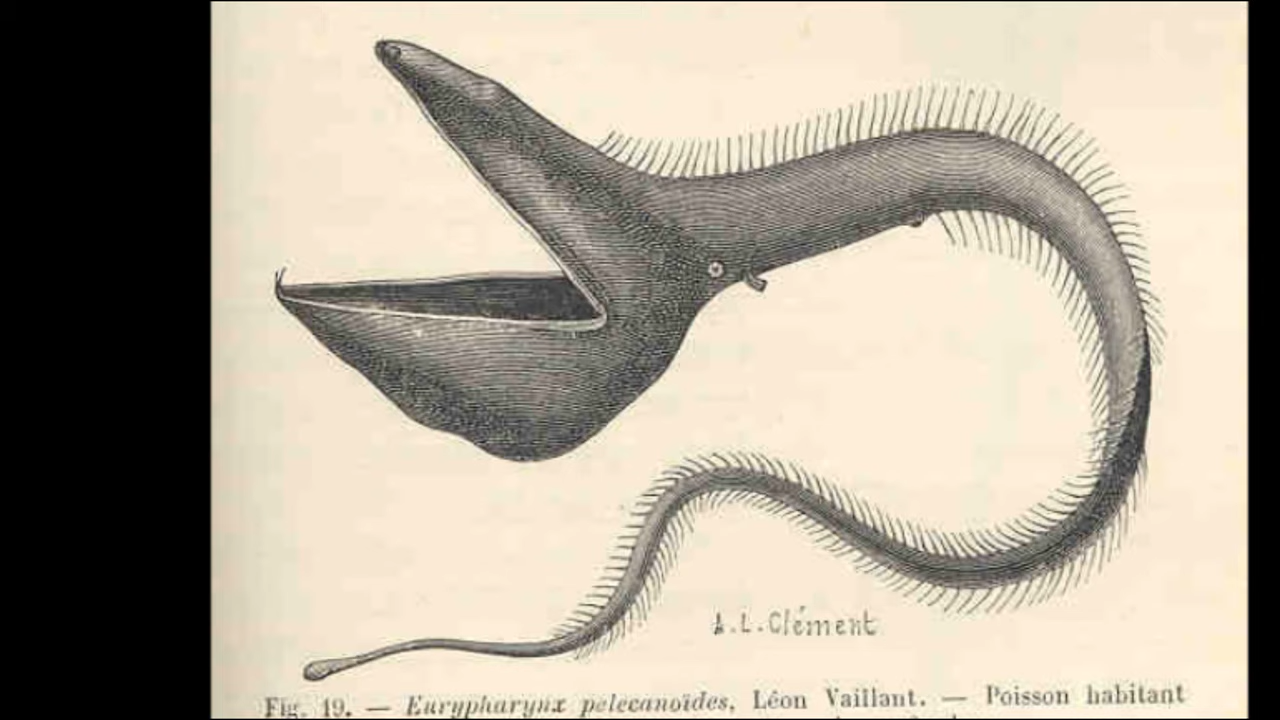 A.L.Clément
Fig. 19. — Eurypharynx pelecanoïdes, Léon Vaillant. — Poisson habitant